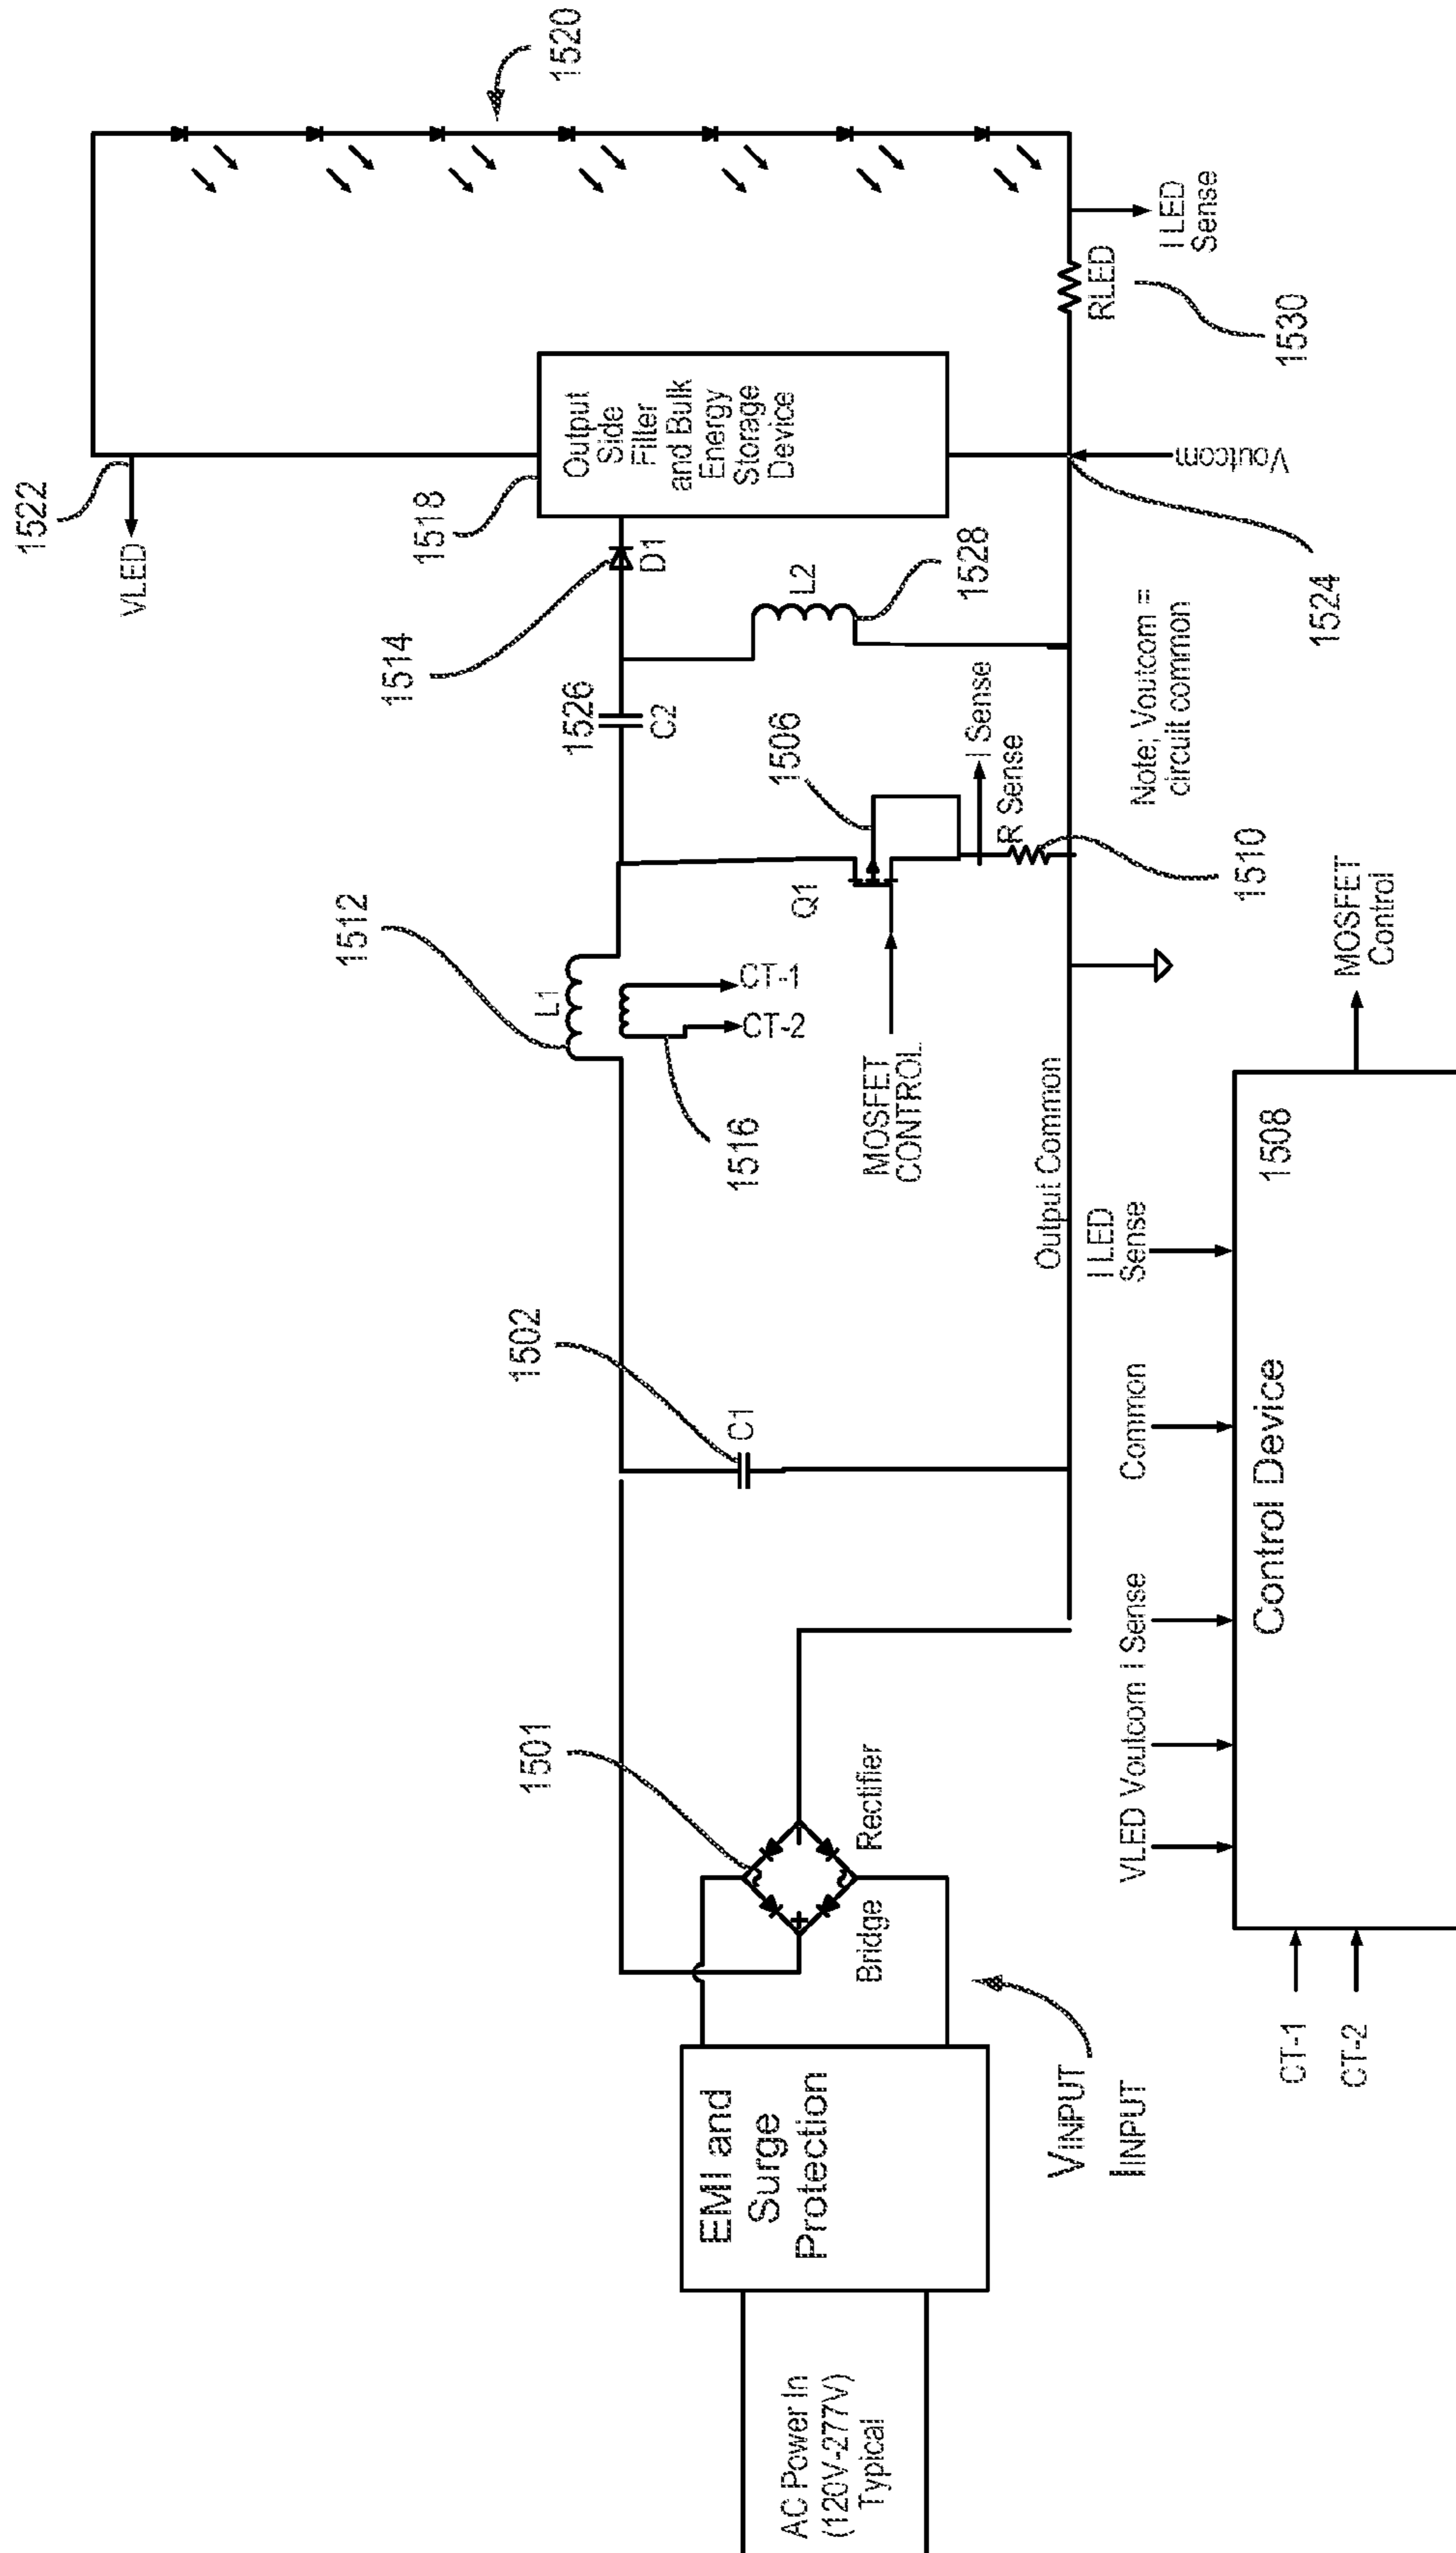 1522
VLED
1520
1518
Output
Side
Filter
and Bulk
Energy
Storage
Device
1514
D1
1526
C2
L2
1528
1512
L1
CT-1
CT-2
1516
Q1
1506
I Sense
R Sense
1510
MOSFET
CONTROL
Output Common
Note; Voutcom =
circuit common
1524
Voutcom
RLED
1530
I LED
Sense
1502
C1
1501
Bridge
Rectifier
EMI and
Surge
Protection
AC Power In
(120V-277V)
Typical
VINPUT
IINPUT
VLED
Voutcom
I Sense
Common
I LED
Sense
CT-1
CT-2
Control Device
1508
MOSFET
Control